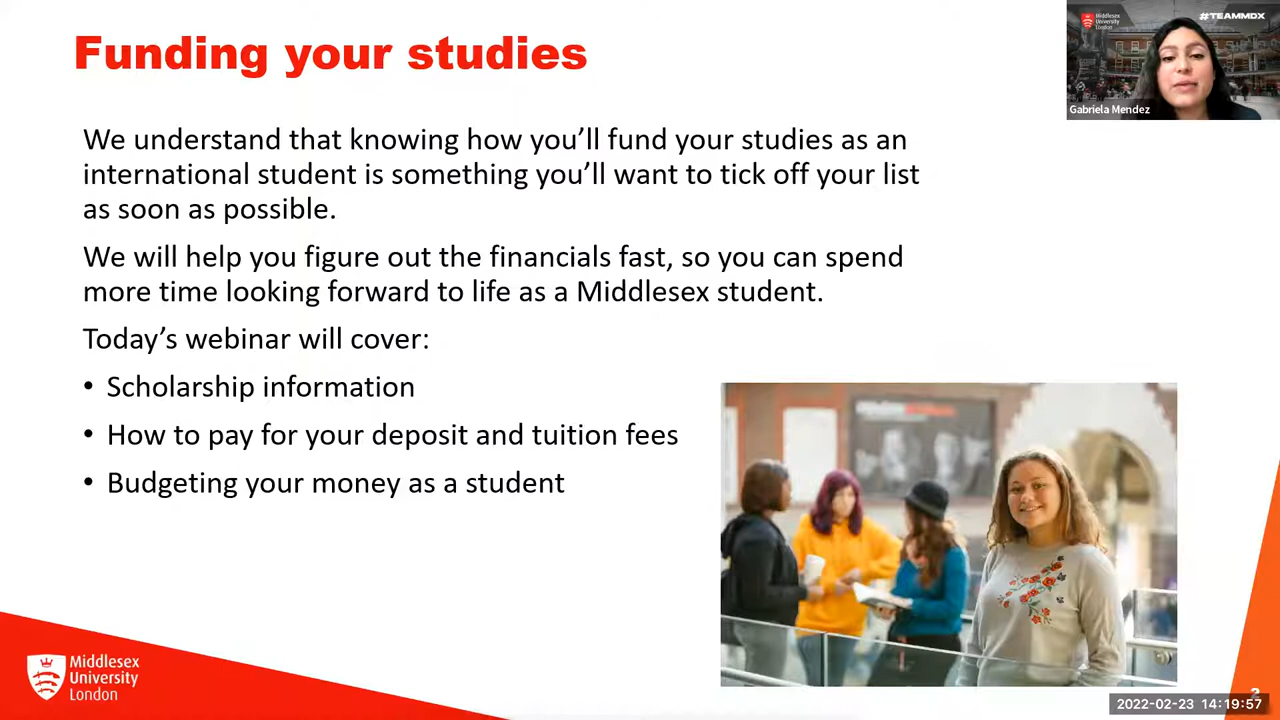 Funding your studies
Middlesex
University
London
#TEAMMDX
Gabriela Mendez
We understand that knowing how you’ll fund your studies as an
international student is something you’ll want to tick off your list
as soon as possible.
We will help you figure out the financials fast, so you can spend
more time looking forward to life as a Middlesex student.
Today’s webinar will cover:
• Scholarship information
• How to pay for your deposit and tuition fees
• Budgeting your money as a student
Middlesex
University
London
2
2022-02-23 14:19:57